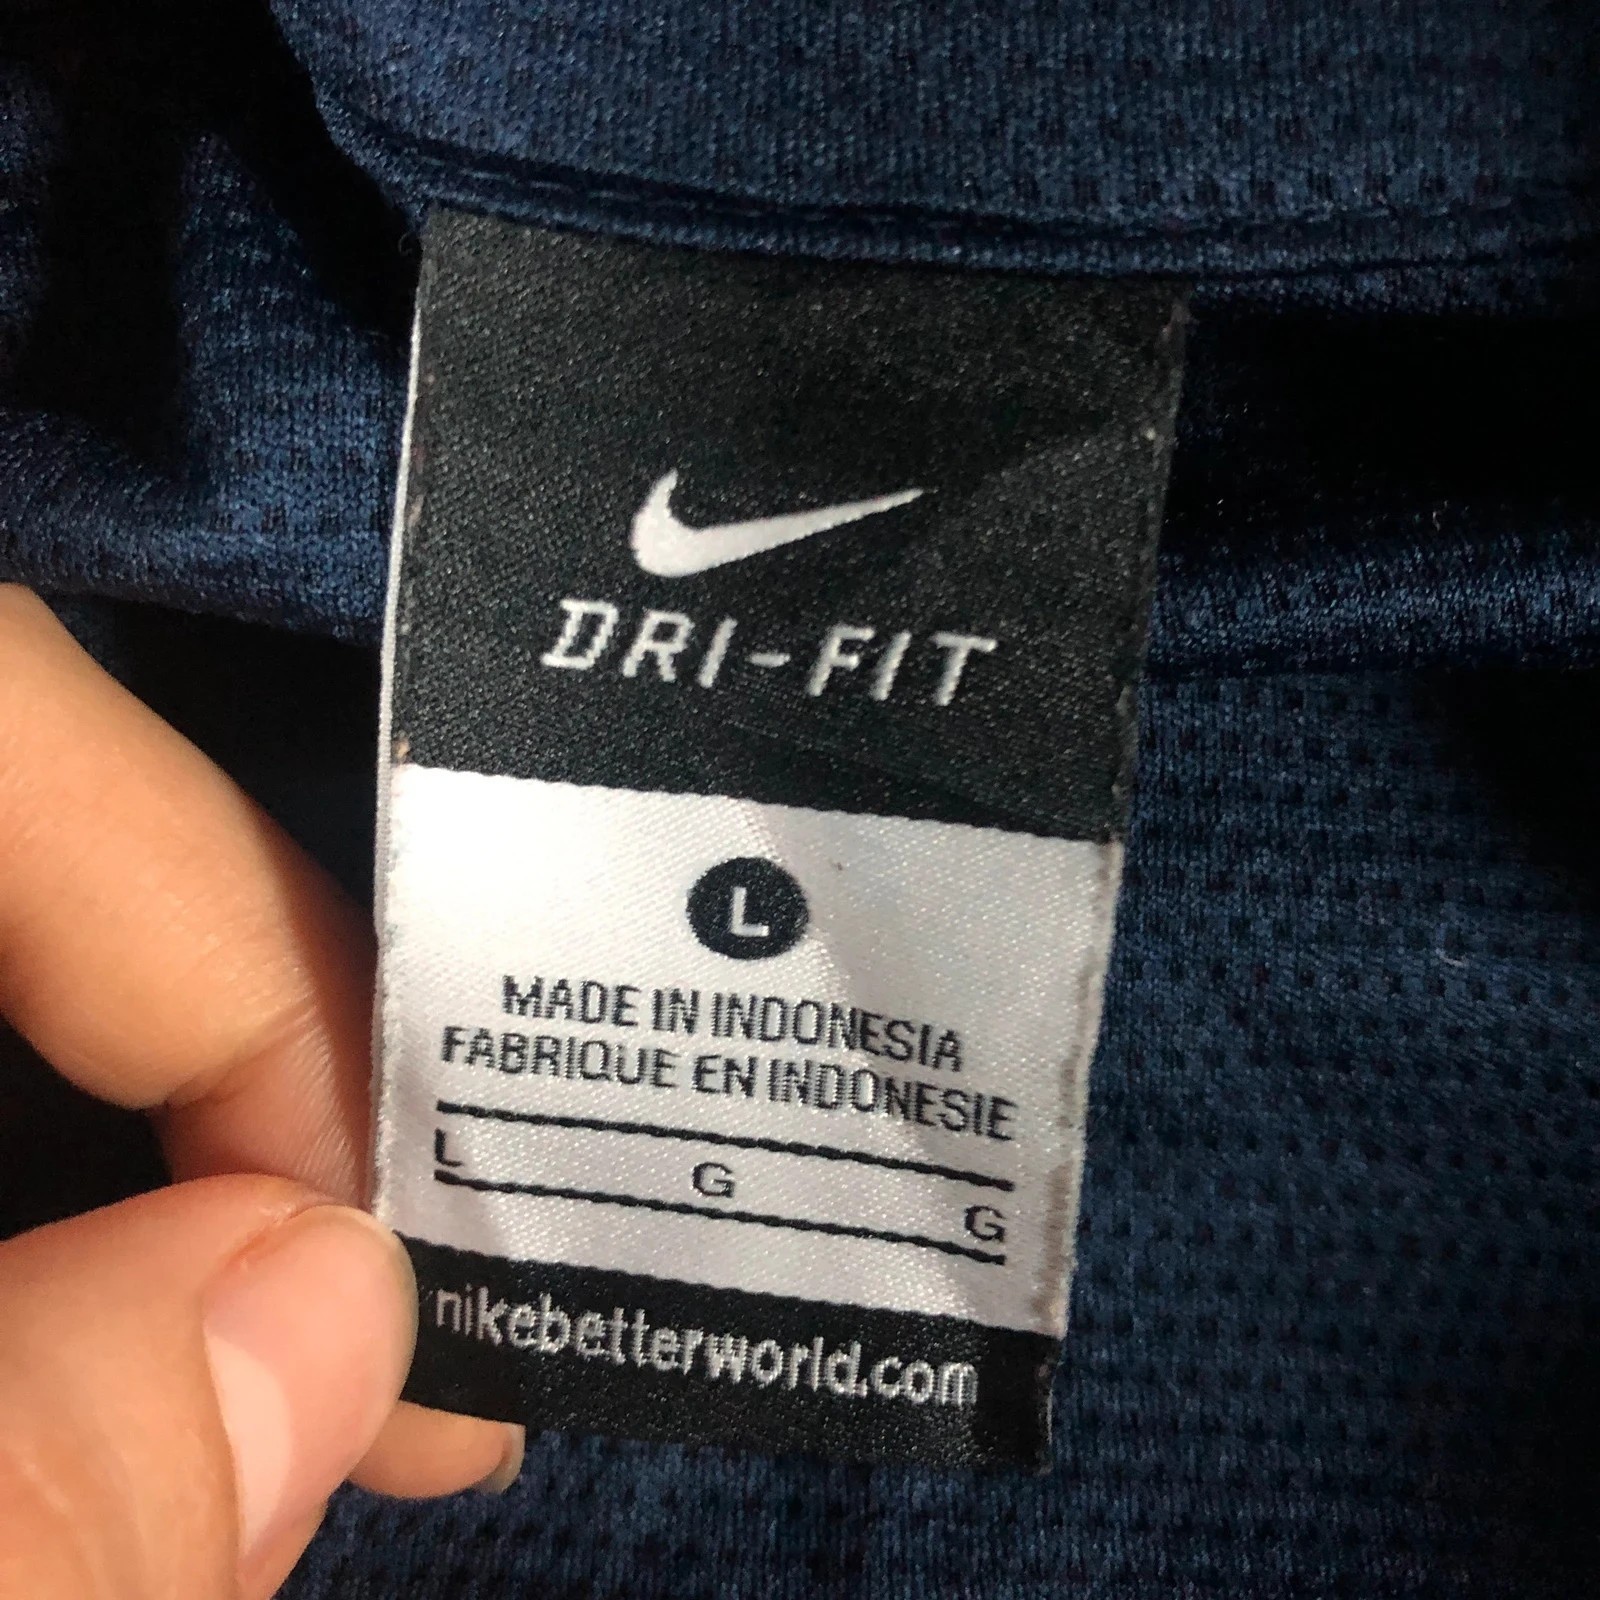 DRI-FIT
L
MADE IN INDONESIA
FABRIQUE EN INDONESIE
L G G
nikebetterworld.com